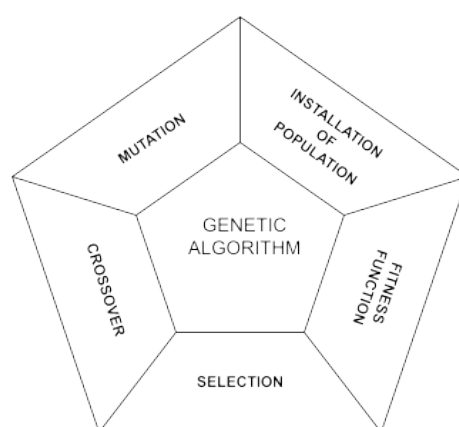 MUTATION
INSTALLATION
OF
POPULATION
GENETIC
ALGORITHM
CROSSOVER
FITNESS
FUNCTION
SELECTION